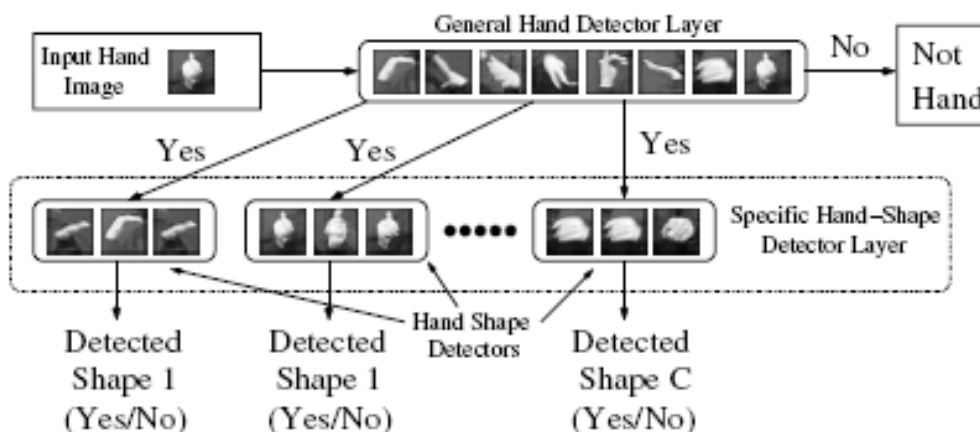 General Hand Detector Layer
Input Hand
Image
No
Not
Hand
Yes
Yes
Yes
Specific Hand–Shape
Detector Layer
Hand Shape
Detectors
Detected
Shape 1
(Yes/No)
Detected
Shape 1
(Yes/No)
Detected
Shape C
(Yes/No)